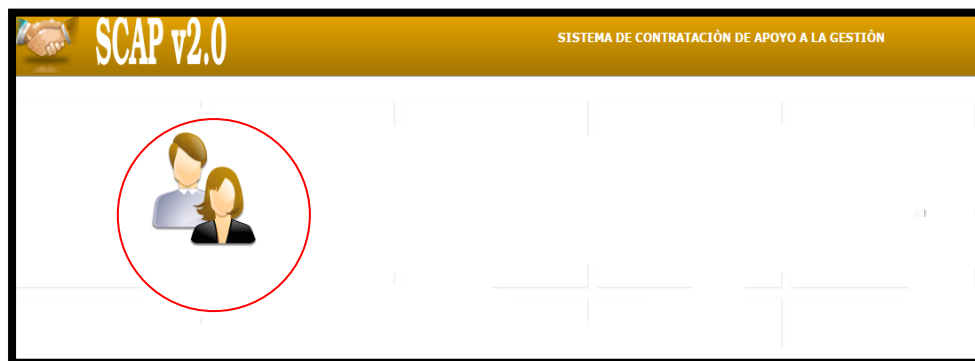 SCAP v2.0
SISTEMA DE CONTRATACIÒN DE APOYO A LA GESTIÒN